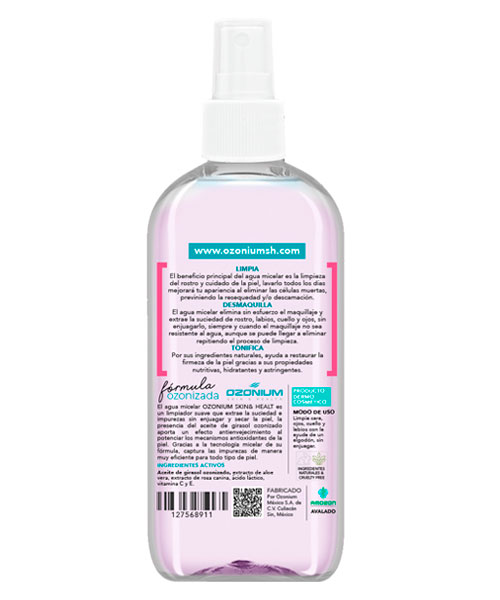 www.ozoniumsh.com
LIMPIA
El beneficio principal del agua micelar es la limpieza
del rostro y cuidado de la piel, lavarlo todos los días
mejorará tu apariencia al eliminar las células muertas,
previniendo la resequedad y/o descamación.
DESMAQUILLA
El agua micelar elimina sin esfuerzo el maquillaje y
extrae la suciedad de rostro, labios, cuello y ojos, sin
enjuagarlo, siempre y cuando el maquillaje no sea
resistente al agua, aunque se puede llegar a eliminar
repitiendo el proceso de limpieza.
TONIFICA
Por sus ingredientes naturales, ayuda a restaurar la
firmeza de la piel gracias a sus propiedades
nutritivas, hidratantes y astringentes.
fórmula
ozonizada
OZONIUM
El agua micelar OZONIUM SKIN& HEALT es
un limpiador suave que extrae la suciedad e
impurezas sin enjuagar y secar la piel, la
presencia del aceite de girasol ozonizado
aporta un efecto antienvejecimiento al
potenciar los mecanismos antioxidantes de la
piel. Gracias a la tecnología micelar de su
fórmula, captura las impurezas de manera
muy eficiente para todo tipo de piel.
INGREDIENTES ACTIVOS
Aceite de girasol ozonizado, extracto de aloe
vera, extracto de rosa canina, ácido láctico,
vitamina C y E.
PRODUCTO
DERMO
COSMÉTICO
MODO DE USO
Limpia cara,
ojos, cuello y
labios con la
ayuda de un
algodón, sin
enjuagar.
INGREDIENTES
NATURALES &
CRUELTY FREE
127568911
FABRICADO
Por Ozonium
México S.A. de
C.V. Culiacán
Sin, México
AMOZON
AVALADO